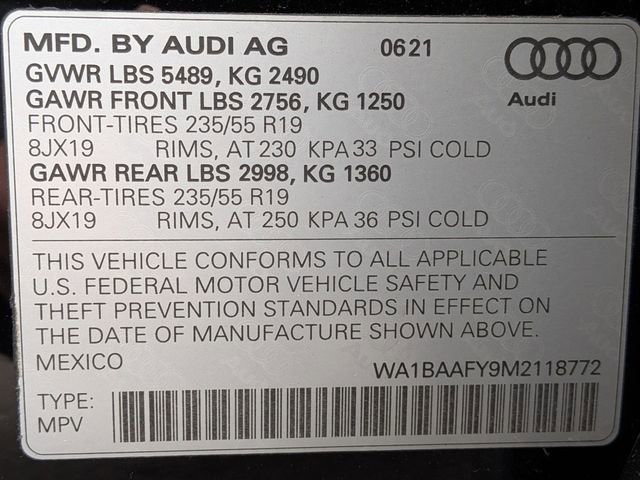 MFD. BY AUDI AG 0621
GVWR LBS 5489, KG 2490
Audi
GAWR FRONT LBS 2756, KG 1250
FRONT-TIRES 235/55 R19
8JX19 RIMS, AT 230 KPA 33 PSI COLD
GAWR REAR LBS 2998, KG 1360
REAR-TIRES 235/55 R19
8JX19 RIMS, AT 250 KPA 36 PSI COLD
THIS VEHICLE CONFORMS TO ALL APPLICABLE
U.S. FEDERAL MOTOR VEHICLE SAFETY AND
THEFT PREVENTION STANDARDS IN EFFECT ON
THE DATE OF MANUFACTURE SHOWN ABOVE.
MEXICO WA1BAAFY9M2118772
TYPE:
MPV